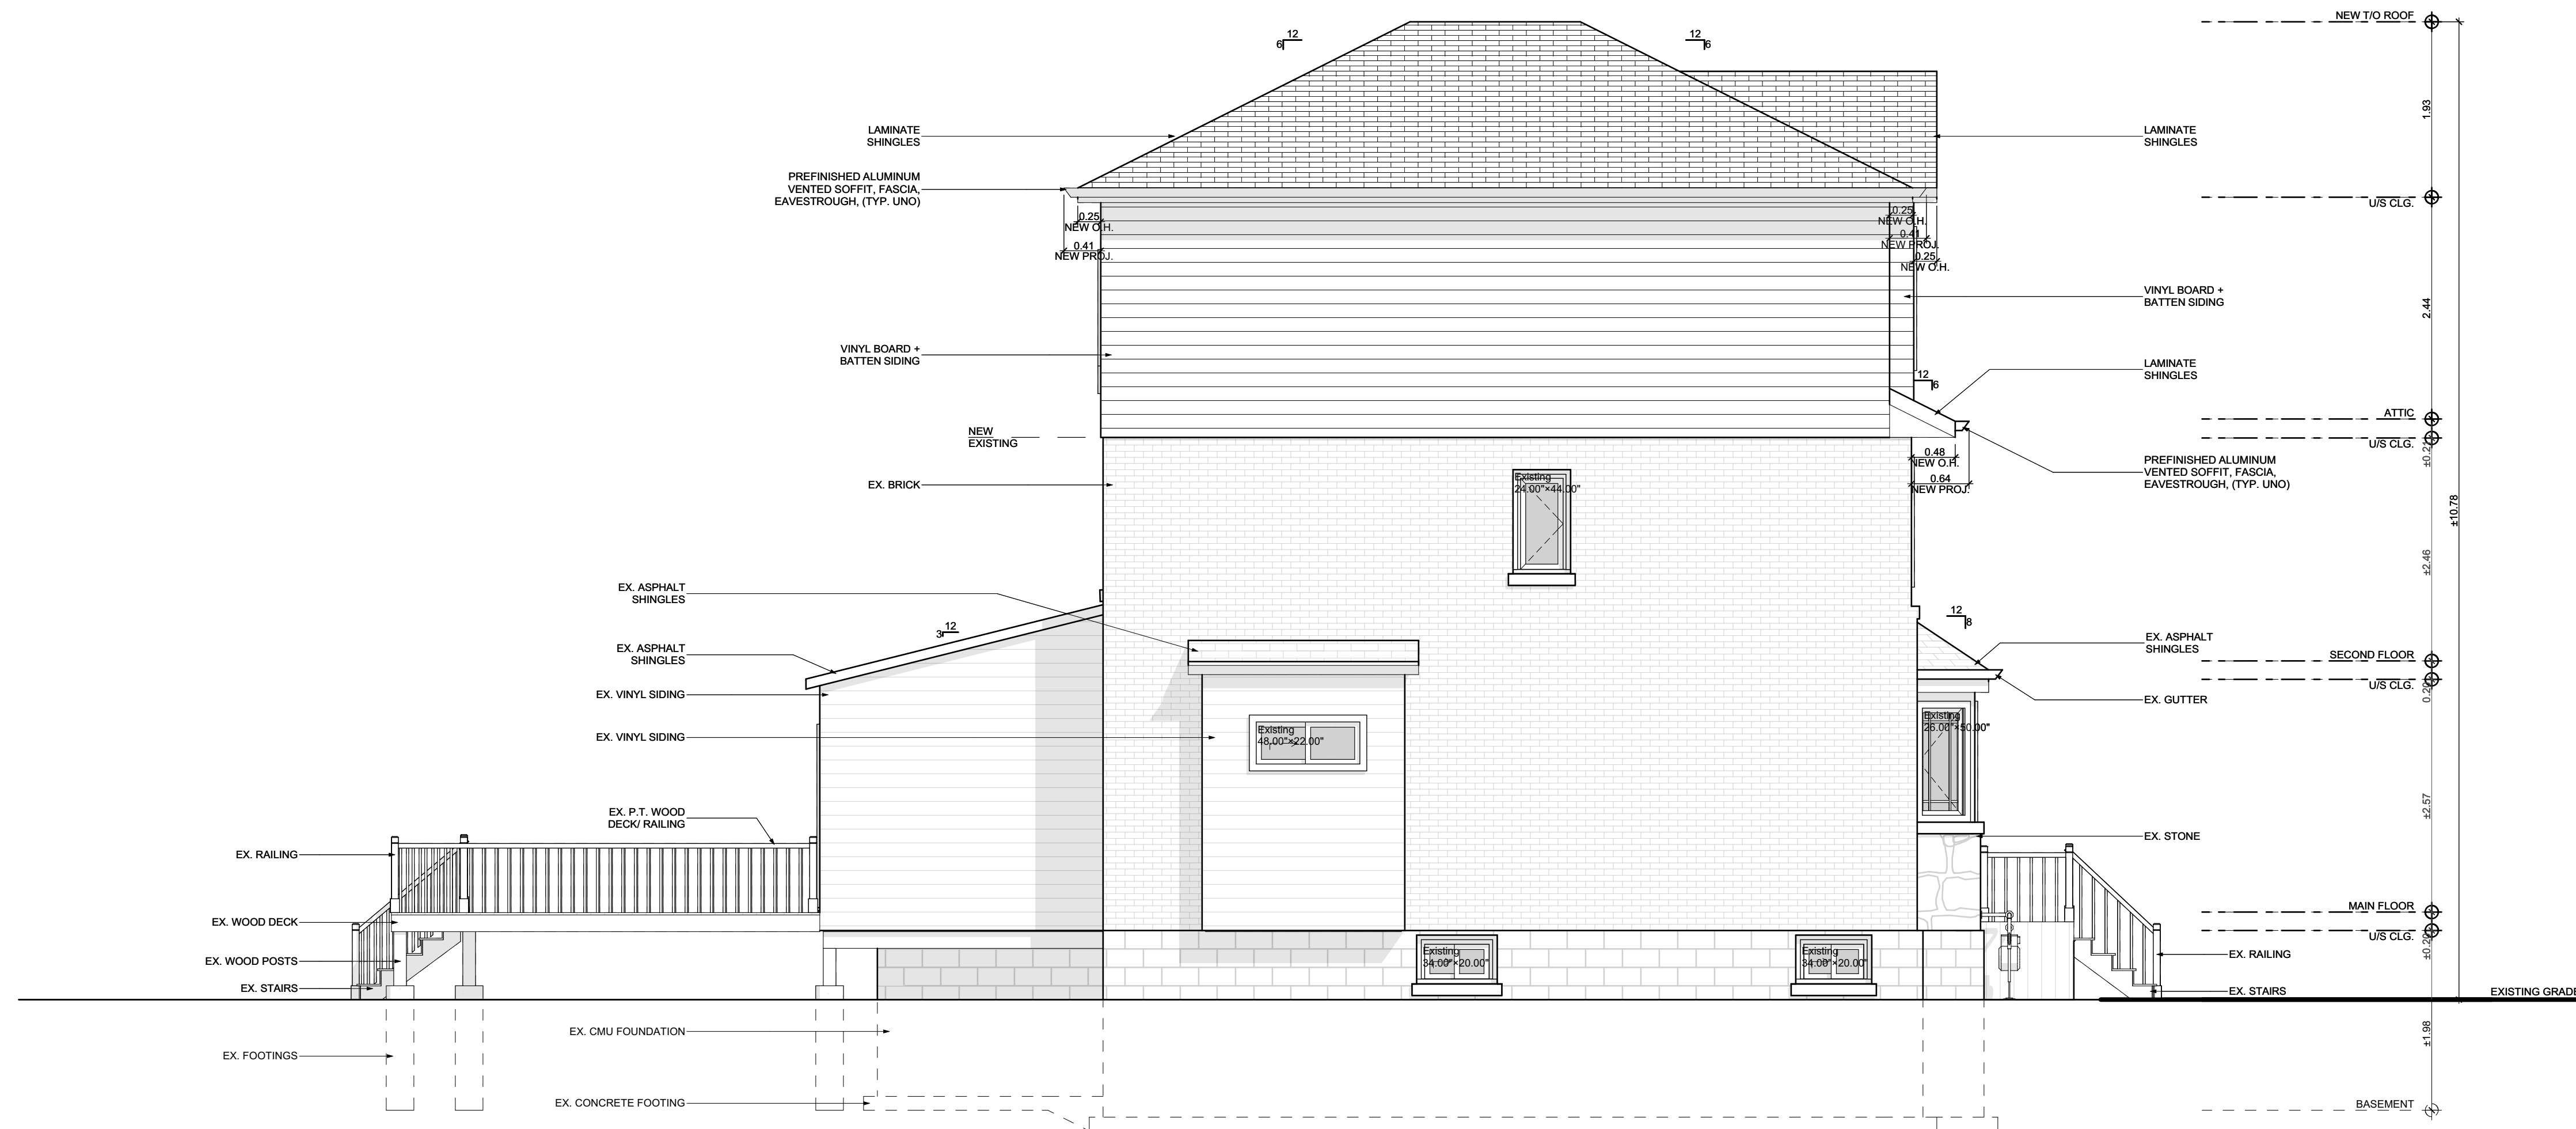 NEW T/O ROOF
12
6
12
6
1.93
LAMINATE
SHINGLES
LAMINATE
SHINGLES
PREFINISHED ALUMINUM
VENTED SOFFIT, FASCIA,
EAVESTROUGH, (TYP. UNO)
U/S CLG.
0.25
NEW O.H.
0.41
NEW PROJ.
0.25
NEW O.H.
0.41
NEW PROJ.
0.25
NEW O.H.
VINYL BOARD +
BATTEN SIDING
2.44
VINYL BOARD +
BATTEN SIDING
LAMINATE
SHINGLES
12
6
ATTIC
NEW
EXISTING
U/S CLG.
0.48
NEW O.H.
0.64
NEW PROJ.
PREFINISHED ALUMINUM
VENTED SOFFIT, FASCIA,
EAVESTROUGH, (TYP. UNO)
EX. BRICK
Existing
24.00"×44.00"
±10.78
±2.46
EX. ASPHALT
SHINGLES
12
3
12
8
EX. ASPHALT
SHINGLES
EX. ASPHALT
SHINGLES
SECOND FLOOR
U/S CLG.
EX. VINYL SIDING
EX. GUTTER
Existing
26.00"×50.00"
EX. VINYL SIDING
Existing
48.00"×22.00"
±2.57
EX. P.T. WOOD
DECK/ RAILING
EX. STONE
EX. RAILING
MAIN FLOOR
EX. WOOD DECK
U/S CLG.
EX. WOOD POSTS
Existing
34.00"×20.00"
Existing
34.00"×20.00"
EX. RAILING
EX. STAIRS
EX. STAIRS
EXISTING GRADE
EX. CMU FOUNDATION
±1.98
EX. FOOTINGS
EX. CONCRETE FOOTING
BASEMENT